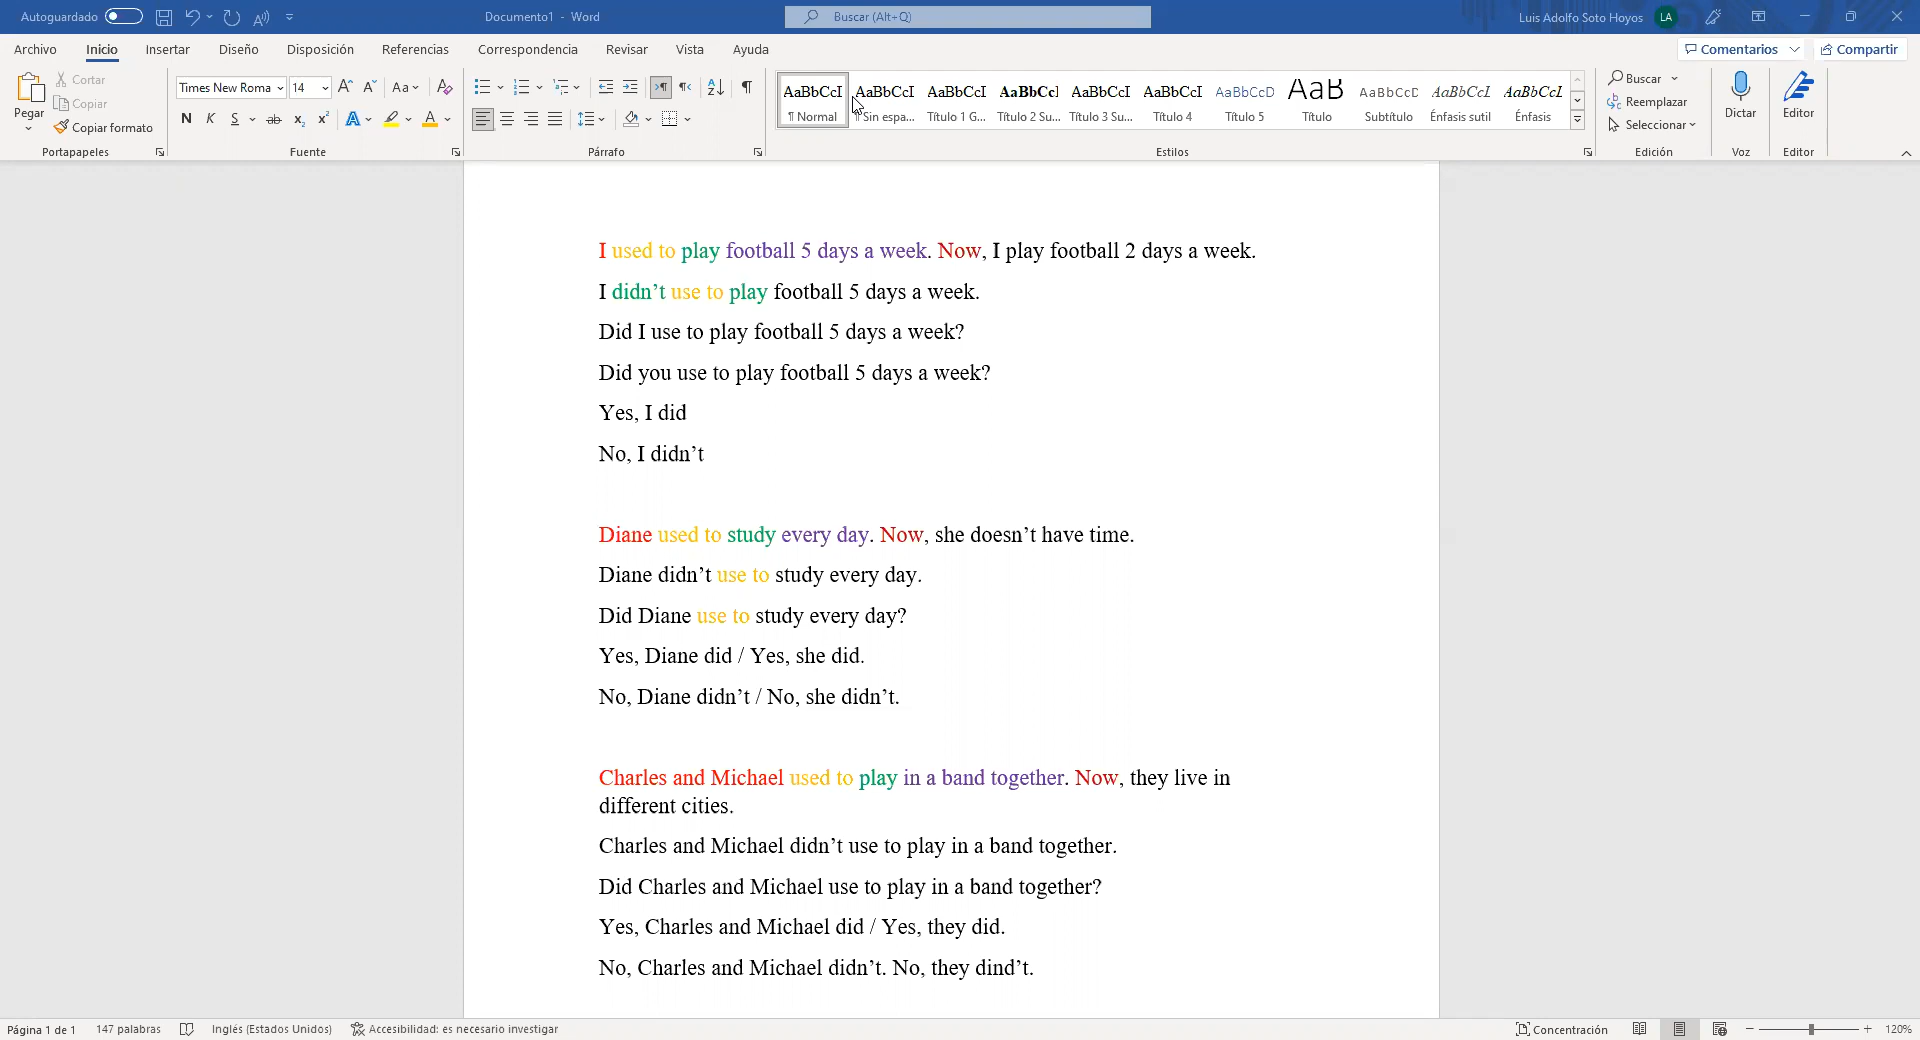 Autoguardado
Documento1 - Word
Buscar (Alt+Q)
Luis Adolfo Soto Hoyos
LA
Archivo Inicio Insertar Diseño Disposición Referencias Correspondencia Revisar Vista Ayuda
Comentarios
Compartir
Pegar
Cortar
Copiar
Copiar formato
Portapapeles
Times New Roma 14
N K S ab x₂ x²
Fuente
Párrafo
AaBbCcI AaBbCcI AaBbCcI AaBbCcI AaBbCcI AaBbCcI AaBbCcD AaB AaBbCcD AaBbCcI AaBbCcI
¶ Normal ¶ Sin espa... Título 1 G... Título 2 Su... Título 3 Su... Título 4 Título 5 Título Subtítulo Énfasis sutil Énfasis
Estilos
Buscar
Reemplazar
Seleccionar
Edición
Dictar
Voz
Editor
Editor
I used to play football 5 days a week. Now, I play football 2 days a week.
I didn’t use to play football 5 days a week.
Did I use to play football 5 days a week?
Did you use to play football 5 days a week?
Yes, I did
No, I didn’t
Diane used to study every day. Now, she doesn’t have time.
Diane didn’t use to study every day.
Did Diane use to study every day?
Yes, Diane did / Yes, she did.
No, Diane didn’t / No, she didn’t.
Charles and Michael used to play in a band together. Now, they live in
different cities.
Charles and Michael didn’t use to play in a band together.
Did Charles and Michael use to play in a band together?
Yes, Charles and Michael did / Yes, they did.
No, Charles and Michael didn’t. No, they dind’t.
Página 1 de 1 147 palabras Inglés (Estados Unidos) Accesibilidad: es necesario investigar
Concentración
120%